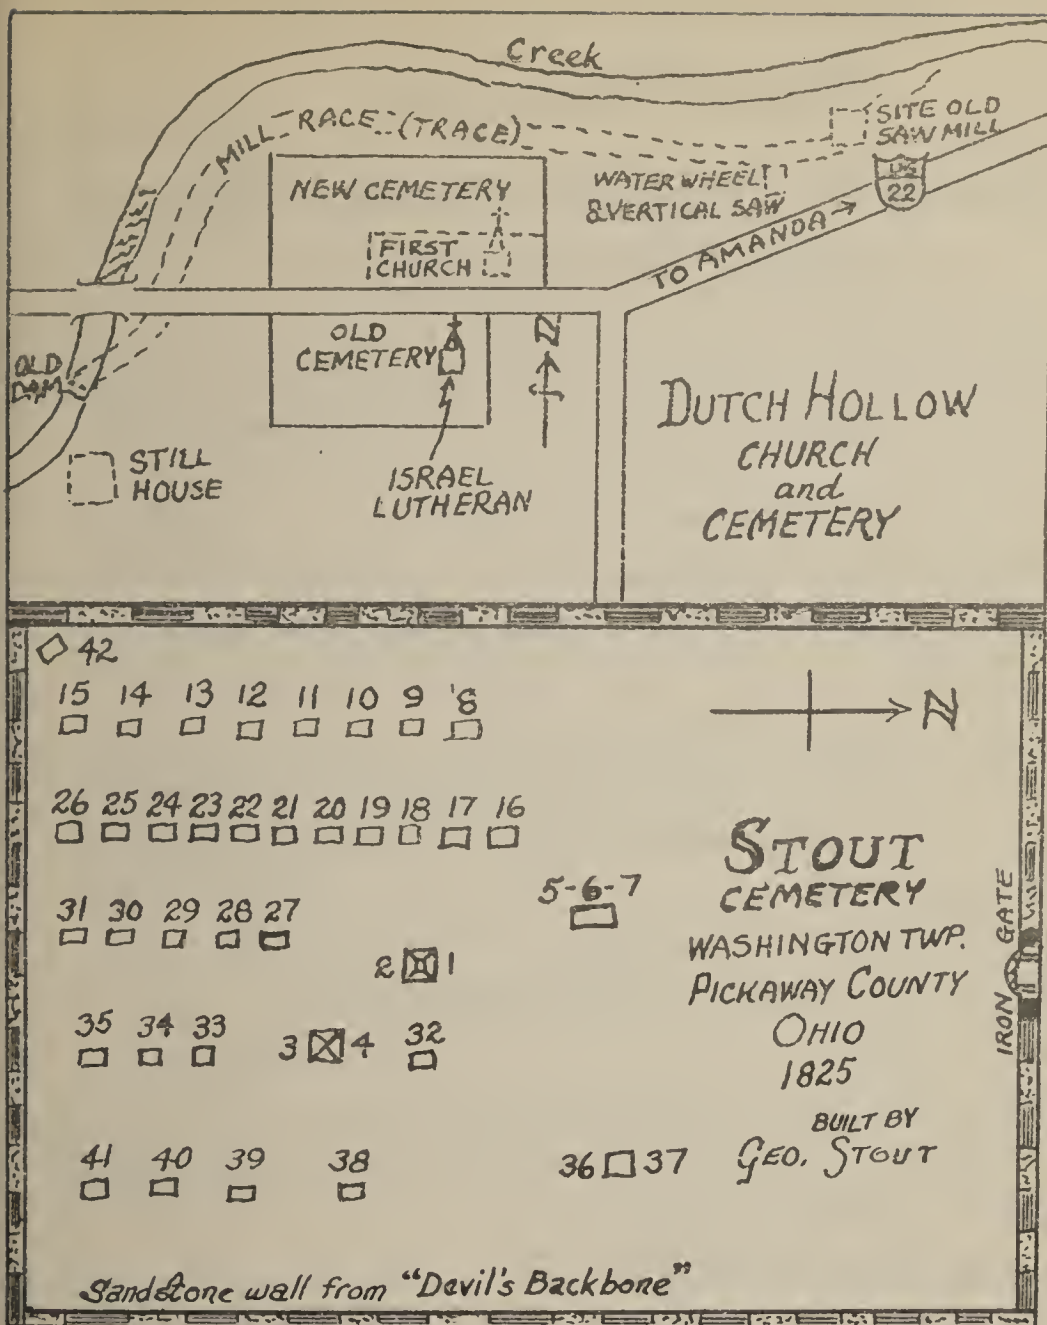 Creek
MILL RACE (TRACE)
SITE OLD
SAW MILL
NEW CEMETERY
WATER WHEEL
& VERTICAL SAW
US
22
FIRST
CHURCH
TO AMANDA →
OLD
CEMETERY
N
OLD
DAM
DUTCH HOLLOW
CHURCH
and
CEMETERY
STILL
HOUSE
ISRAEL
LUTHERAN
42
15 14 13 12 11 10 9 8
N
26 25 24 23 22 21 20 19 18 17 16
STOUT
CEMETERY
WASHINGTON TWP.
PICKAWAY COUNTY
OHIO
1825
BUILT BY
GEO. STOUT
5-6-7
IRON GATE
31 30 29 28 27
2 1
35 34 33 3 4 32
41 40 39 38 36 37
Sandstone wall from "Devil's Backbone"